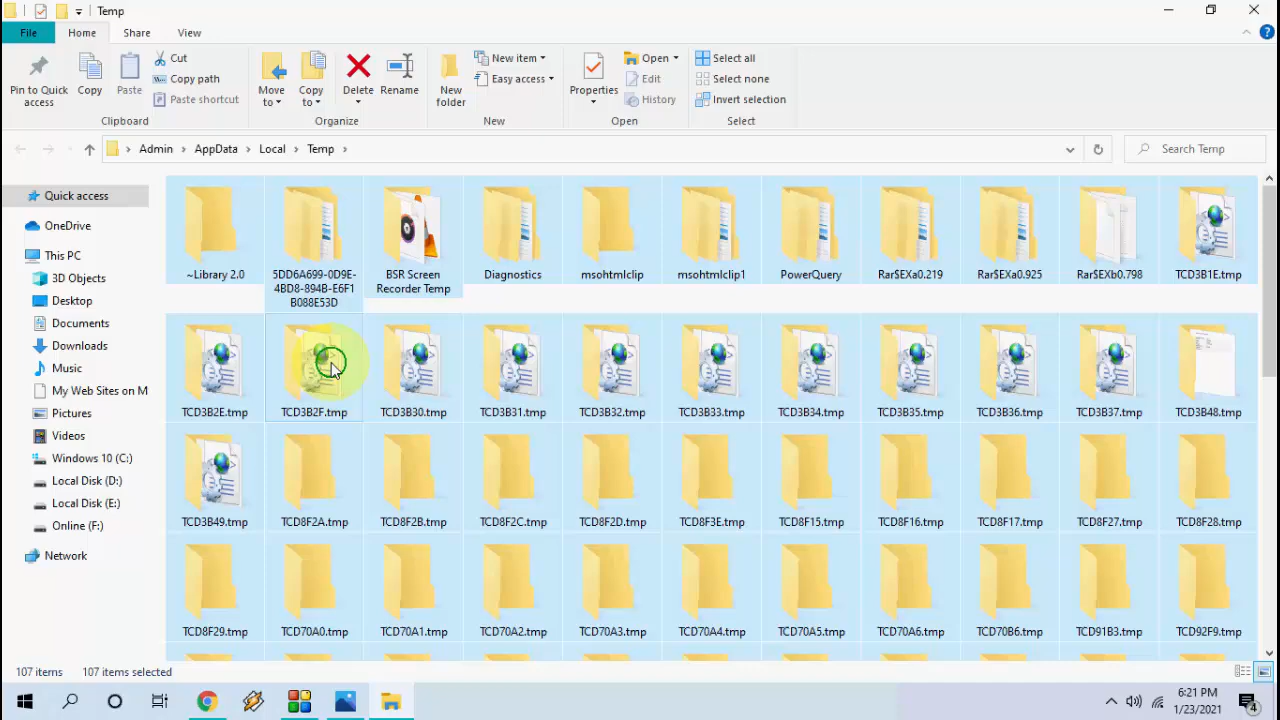 Temp
File Home Share View
Pin to Quick access
Copy
Paste
Cut
Copy path
Paste shortcut
Clipboard
Move to
Copy to
Delete
Rename
Organize
New folder
New item
Easy access
New
Properties
Open
Edit
History
Open
Select all
Select none
Invert selection
Select
Admin > AppData > Local > Temp >
Search Temp
Quick access
OneDrive
This PC
3D Objects
Desktop
Documents
Downloads
Music
My Web Sites on M
Pictures
Videos
Windows 10 (C:)
Local Disk (D:)
Local Disk (E:)
Online (F:)
Network
~Library 2.0
5DD6A699-0D9E-
4BD8-894B-E6F1
B088E53D
BSR Screen
Recorder Temp
Diagnostics
msohtmlclip
msohtmlclip1
PowerQuery
Rar$EXa0.219
Rar$EXa0.925
Rar$EXb0.798
TCD3B1E.tmp
TCD3B2E.tmp
TCD3B2F.tmp
TCD3B30.tmp
TCD3B31.tmp
TCD3B32.tmp
TCD3B33.tmp
TCD3B34.tmp
TCD3B35.tmp
TCD3B36.tmp
TCD3B37.tmp
TCD3B48.tmp
TCD3B49.tmp
TCD8F2A.tmp
TCD8F2B.tmp
TCD8F2C.tmp
TCD8F2D.tmp
TCD8F3E.tmp
TCD8F15.tmp
TCD8F16.tmp
TCD8F17.tmp
TCD8F27.tmp
TCD8F28.tmp
TCD8F29.tmp
TCD70A0.tmp
TCD70A1.tmp
TCD70A2.tmp
TCD70A3.tmp
TCD70A4.tmp
TCD70A5.tmp
TCD70A6.tmp
TCD70B6.tmp
TCD91B3.tmp
TCD92F9.tmp
107 items 107 items selected
6:21 PM
1/23/2021
4